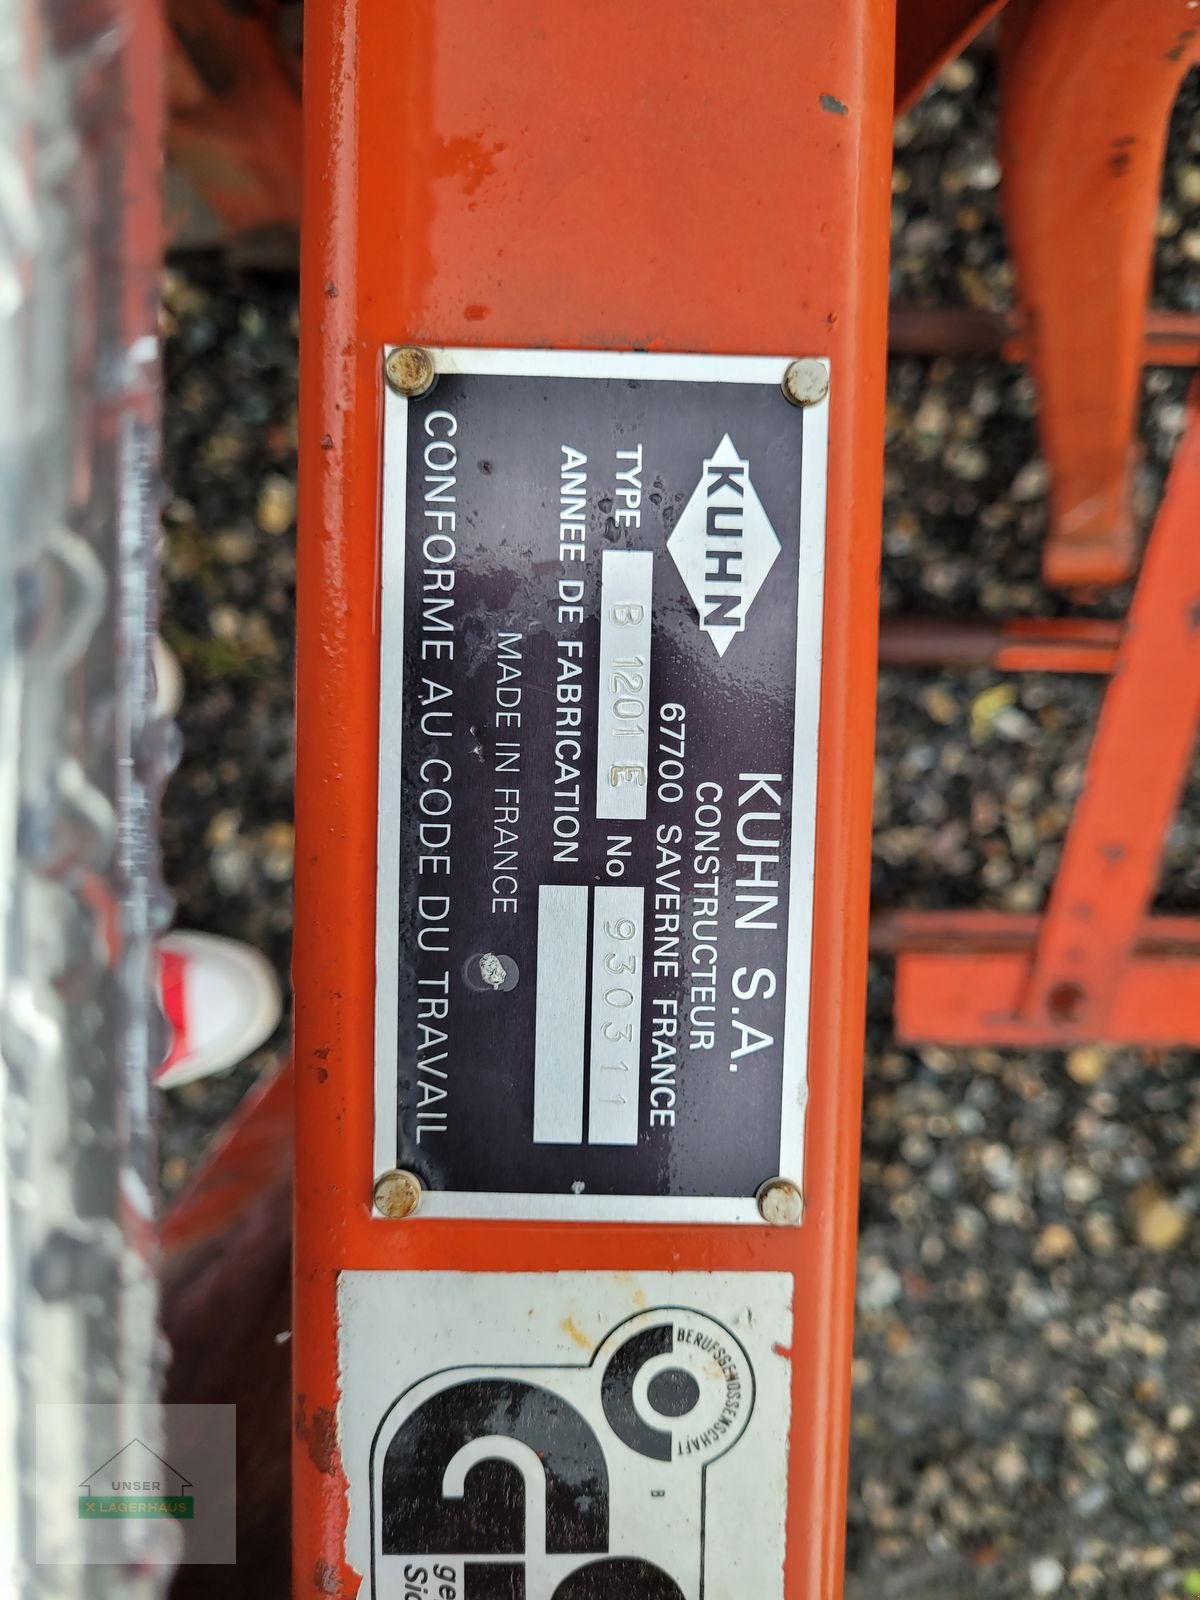 KUHN
KUHN S.A.
CONSTRUCTEUR
67700 SAVERNE FRANCE
TYPE B 1201 E No 930311
ANNEE DE FABRICATION
MADE IN FRANCE
CONFORME AU CODE DU TRAVAIL
BERUFSGENOSSENSCHAFT
B
UNSER
X LAGERHAUS